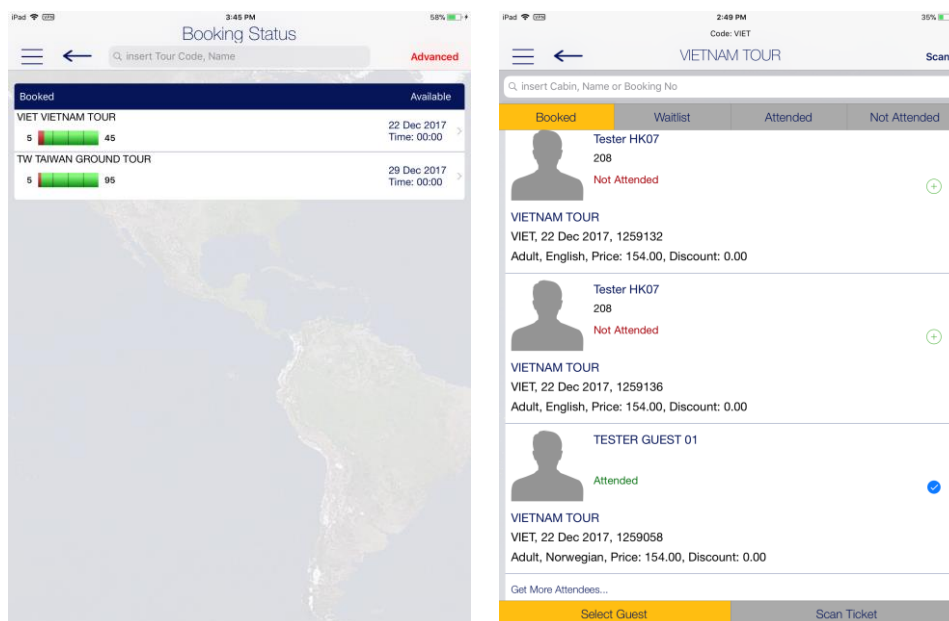 iPad VPN 3:45 PM 58%
Booking Status
insert Tour Code, Name Advanced
Booked Available
VIET VIETNAM TOUR
5 45 22 Dec 2017
Time: 00:00
TW TAIWAN GROUND TOUR
5 95 29 Dec 2017
Time: 00:00
iPad VPN 2:49 PM 35%
Code: VIET
VIETNAM TOUR Scan
insert Cabin, Name or Booking No
Booked Waitlist Attended Not Attended
Tester HK07
208
Not Attended
VIETNAM TOUR
VIET, 22 Dec 2017, 1259132
Adult, English, Price: 154.00, Discount: 0.00
Tester HK07
208
Not Attended
VIETNAM TOUR
VIET, 22 Dec 2017, 1259136
Adult, English, Price: 154.00, Discount: 0.00
TESTER GUEST 01
Attended
VIETNAM TOUR
VIET, 22 Dec 2017, 1259058
Adult, Norwegian, Price: 154.00, Discount: 0.00
Get More Attendees...
Select Guest Scan Ticket